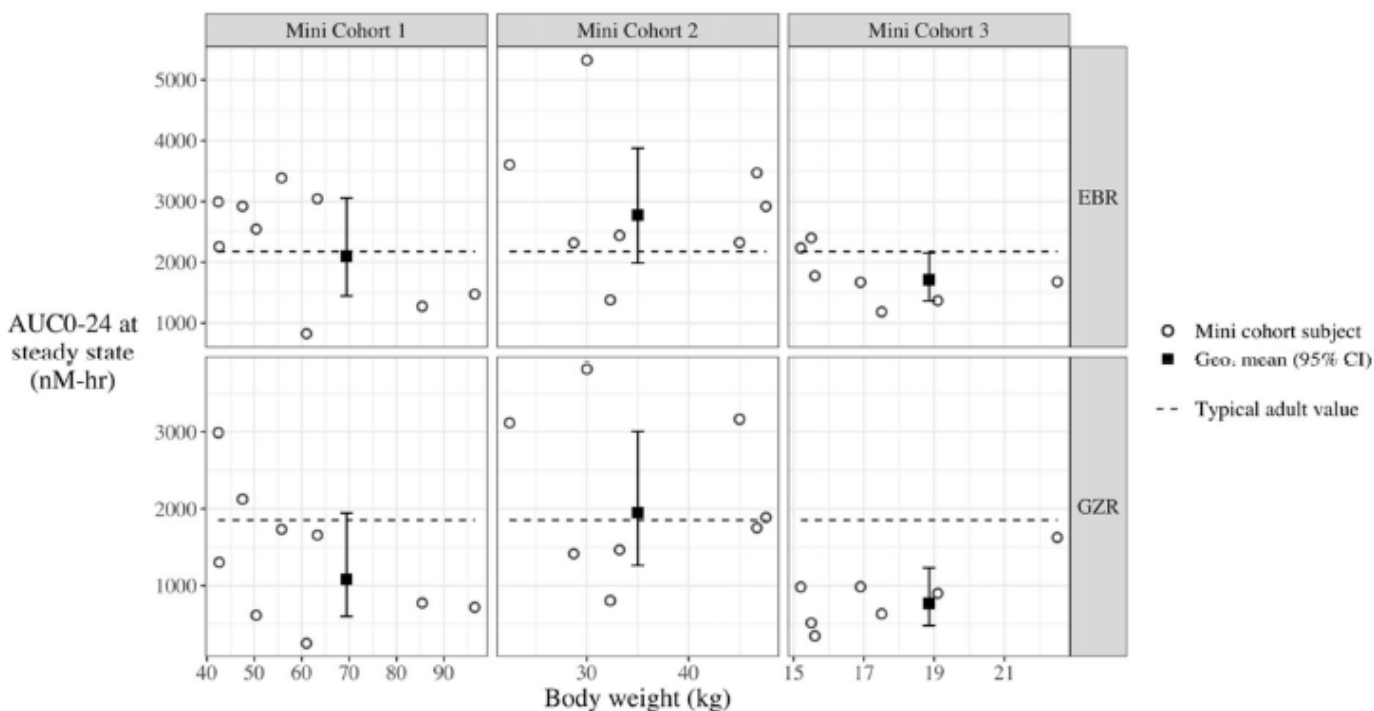 Mini Cohort 1 Mini Cohort 2 Mini Cohort 3
5000
4000
3000
2000
1000
EBR
AUC0-24 at
steady state
(nM-hr)
Mini cohort subject
Geo. mean (95% CI)
Typical adult value
3000
2000
1000
GZR
40 50 60 70 80 90 30 40 15 17 19 21
Body weight (kg)